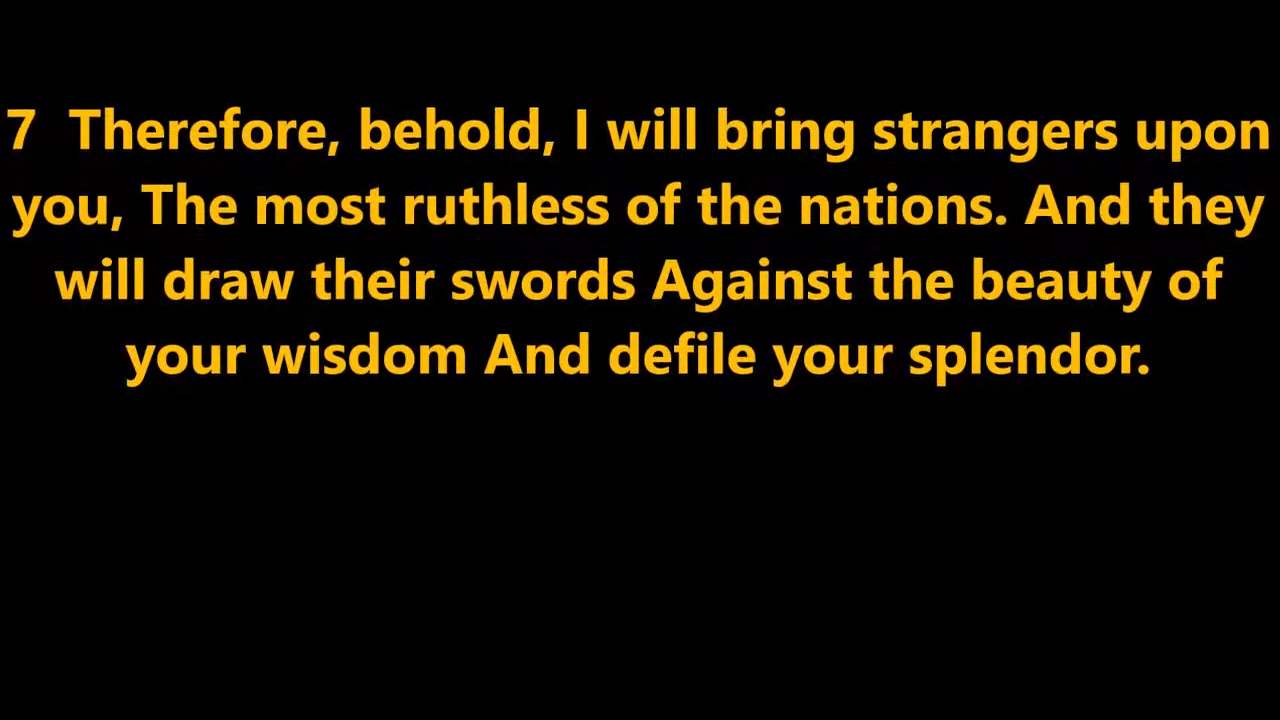 7  Therefore, behold, I will bring strangers upon
you, The most ruthless of the nations. And they
will draw their swords Against the beauty of
your wisdom And defile your splendor.